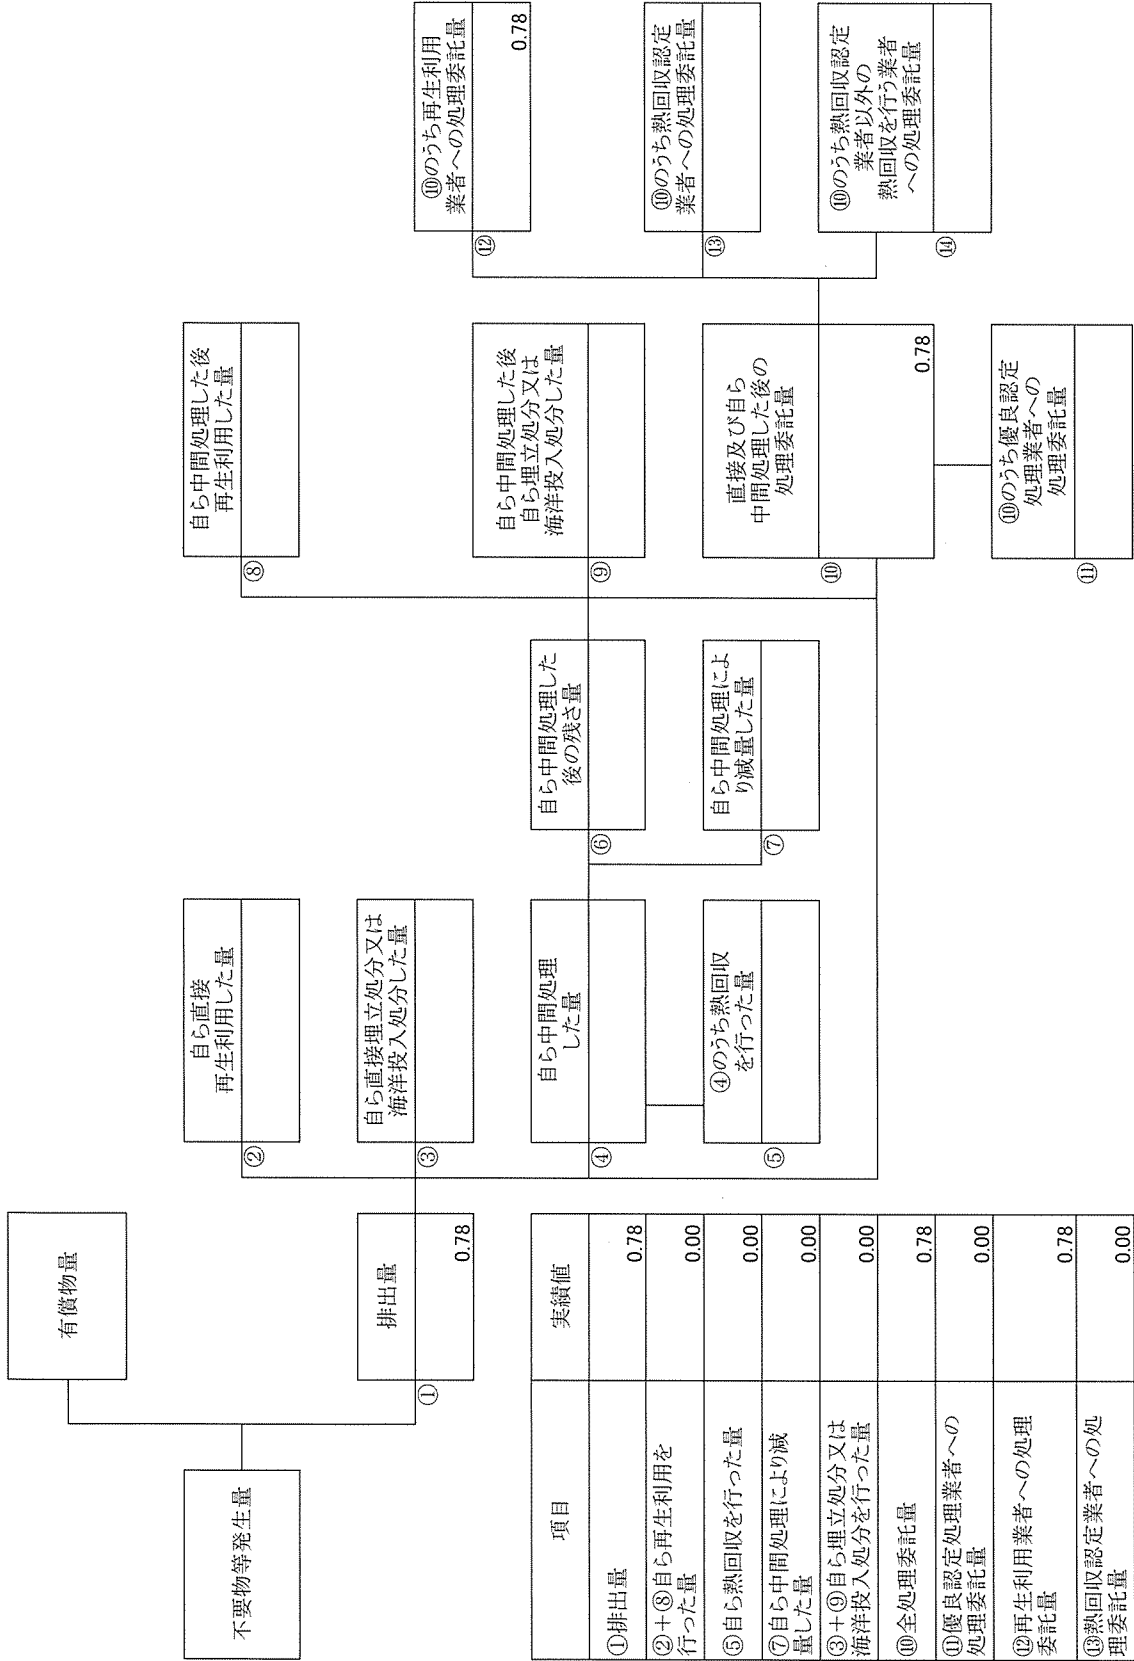 不要物等発生量
有償物量
①
排出量
0.78
②
自ら直接
再生利用した量
③
自ら直接埋立処分又は
海洋投入処分した量
④
自ら中間処理
した量
⑤
④のうち熱回収
を行った量
⑥
自ら中間処理した
後の残さ量
⑦
自ら中間処理によ
り減量した量
⑧
自ら中間処理した後
再生利用した量
⑨
自ら中間処理した後
自ら埋立処分又は
海洋投入処分した量
⑩
直接及び自ら
中間処理した後の
処理委託量
0.78
⑪
⑩のうち優良認定
処理業者への
処理委託量
⑫
⑩のうち再生利用
業者への処理委託量
0.78
⑬
⑩のうち熱回収認定
業者への処理委託量
⑭
⑩のうち熱回収認定
業者以外の
熱回収を行う業者
への処理委託量
項目 実績値
①排出量 0.78
②+⑧自ら再生利用を
行った量 0.00
⑤自ら熱回収を行った量 0.00
⑦自ら中間処理により減
量した量 0.00
③+⑨自ら埋立処分又は
海洋投入処分を行った量 0.00
⑩全処理委託量 0.78
⑪優良認定処理業者への
処理委託量 0.00
⑫再生利用業者への処理
委託量 0.78
⑬熱回収認定業者への処
理委託量 0.00